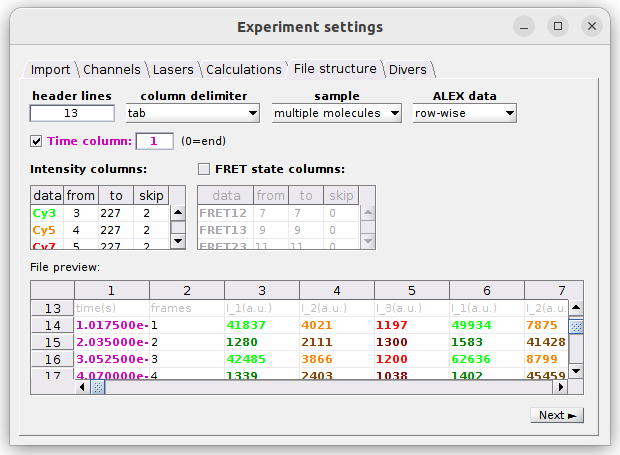 Experiment settings
Import Channels Lasers Calculations File structure Divers
header lines column delimiter sample ALEX data
13 tab multiple molecules row-wise
Time column: 1 (0=end)
Intensity columns: FRET state columns:
data from to skip data from to skip
Cy3 3 227 2 FRET12 7 7 0
Cy5 4 227 2 FRET13 9 9 0
Cy7 5 227 2 FRET23 11 11 0
File preview:
1 2 3 4 5 6 7
13 time(s) frames I_1(a.u.) I_2(a.u.) I_3(a.u.) I_1(a.u.) I_2(a.u.)
14 1.017500e- 1 41837 4021 1197 49934 7875
15 2.035000e- 2 1280 2111 1300 1583 41428
16 3.052500e- 3 42485 3866 1200 62636 8799
17 4.070000e- 4 1339 2403 1038 1402 45459
Next ►